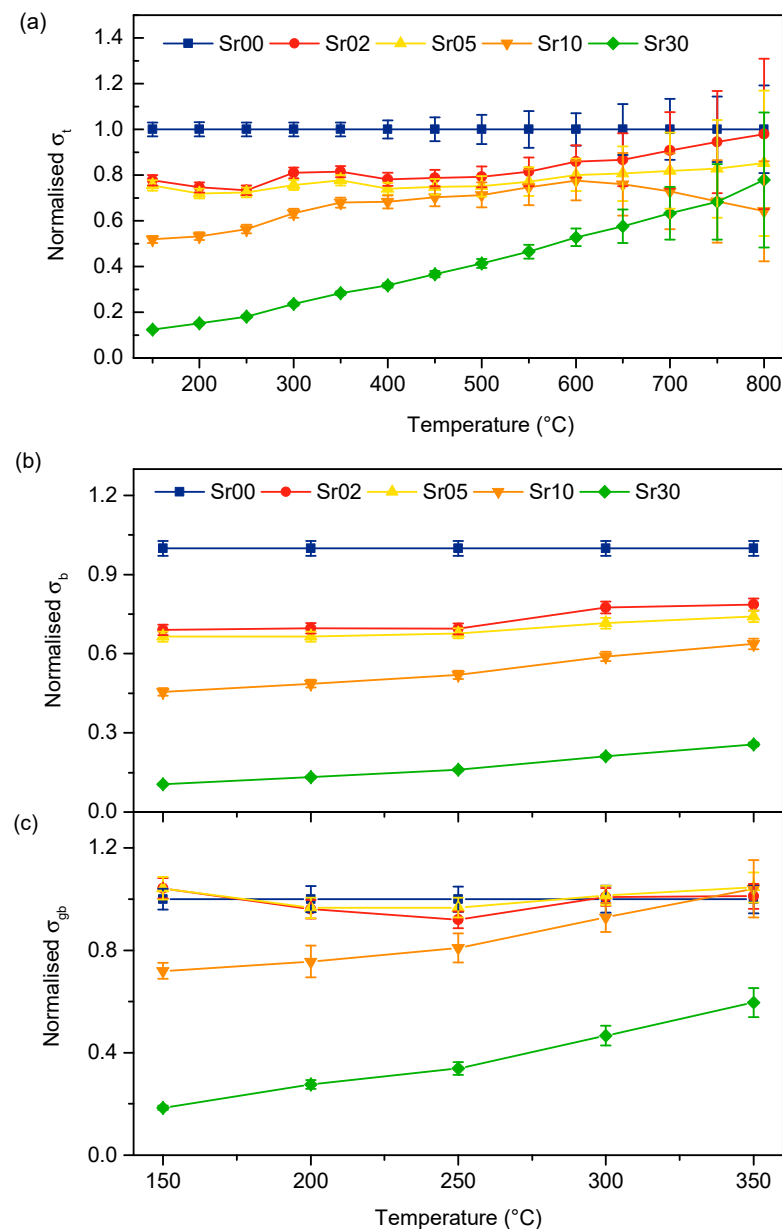 (a)
Sr00 Sr02 Sr05 Sr10 Sr30
1.4
1.2
1.0
0.8
0.6
0.4
0.2
0.0
Normalised σt
200 300 400 500 600 700 800
Temperature (°C)
(b)
Sr00 Sr02 Sr05 Sr10 Sr30
1.2
0.9
0.6
0.3
0.0
Normalised σb
(c)
1.2
0.8
0.4
0.0
Normalised σgb
150 200 250 300 350
Temperature (°C)